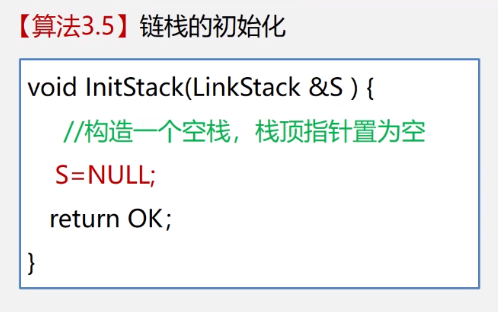 【算法3.5】链栈的初始化
void InitStack(LinkStack &S ) {
//构造一个空栈，栈顶指针置为空
S=NULL;
return OK；
}